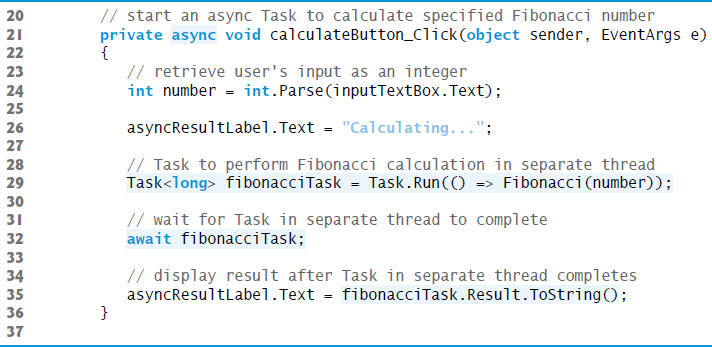 20 // start an async Task to calculate specified Fibonacci number
21 private async void calculateButton_Click(object sender, EventArgs e)
22 {
23 // retrieve user's input as an integer
24 int number = int.Parse(inputTextBox.Text);
25
26 asyncResultLabel.Text = "Calculating...";
27
28 // Task to perform Fibonacci calculation in separate thread
29 Task<long> fibonacciTask = Task.Run(() => Fibonacci(number));
30
31 // wait for Task in separate thread to complete
32 await fibonacciTask;
33
34 // display result after Task in separate thread completes
35 asyncResultLabel.Text = fibonacciTask.Result.ToString();
36 }
37